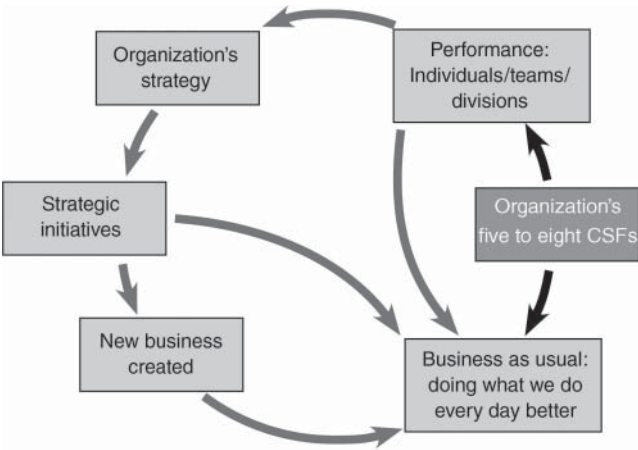 Organization's
strategy
Performance:
Individuals/teams/
divisions
Strategic
initiatives
Organization's
five to eight CSFs
New business
created
Business as usual:
doing what we do
every day better